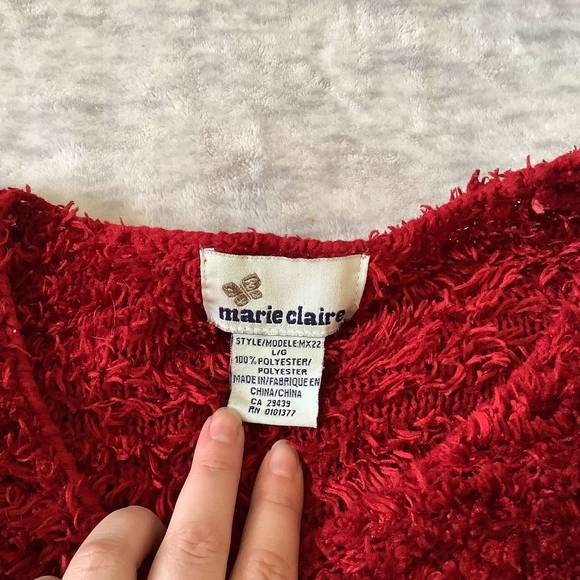 marie claire
STYLE/MODELE:MX22
L/G
100% POLYESTER/
POLYESTER
MADE IN/FABRIQUE EN
CHINA/CHINA
CA 29439
RN 0101377